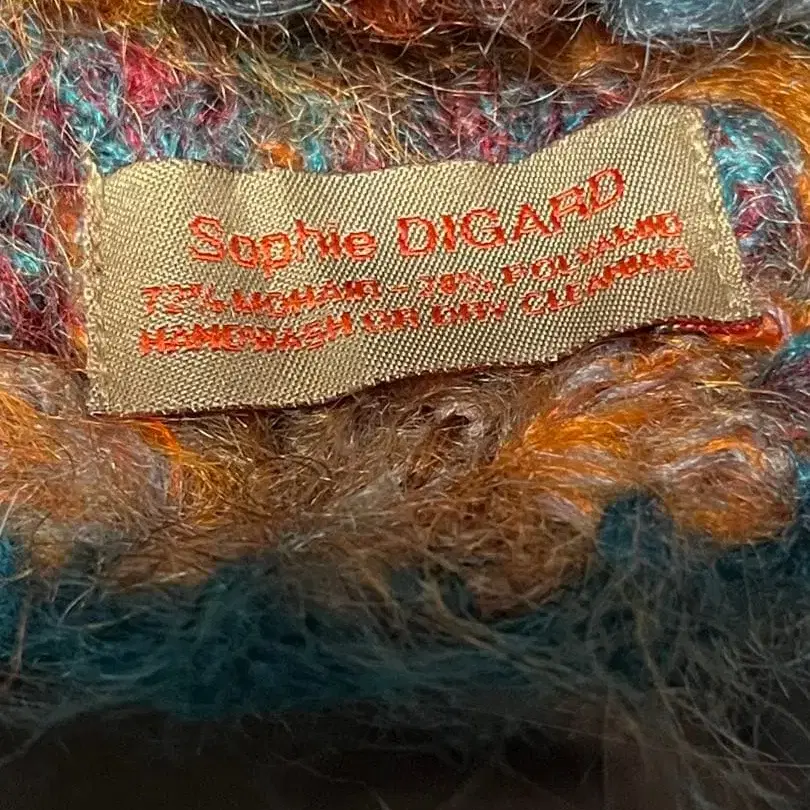 Sophie DIGARD
72% MOHAIR - 28% POLYAMID
HANDWASH OR DRY CLEANING